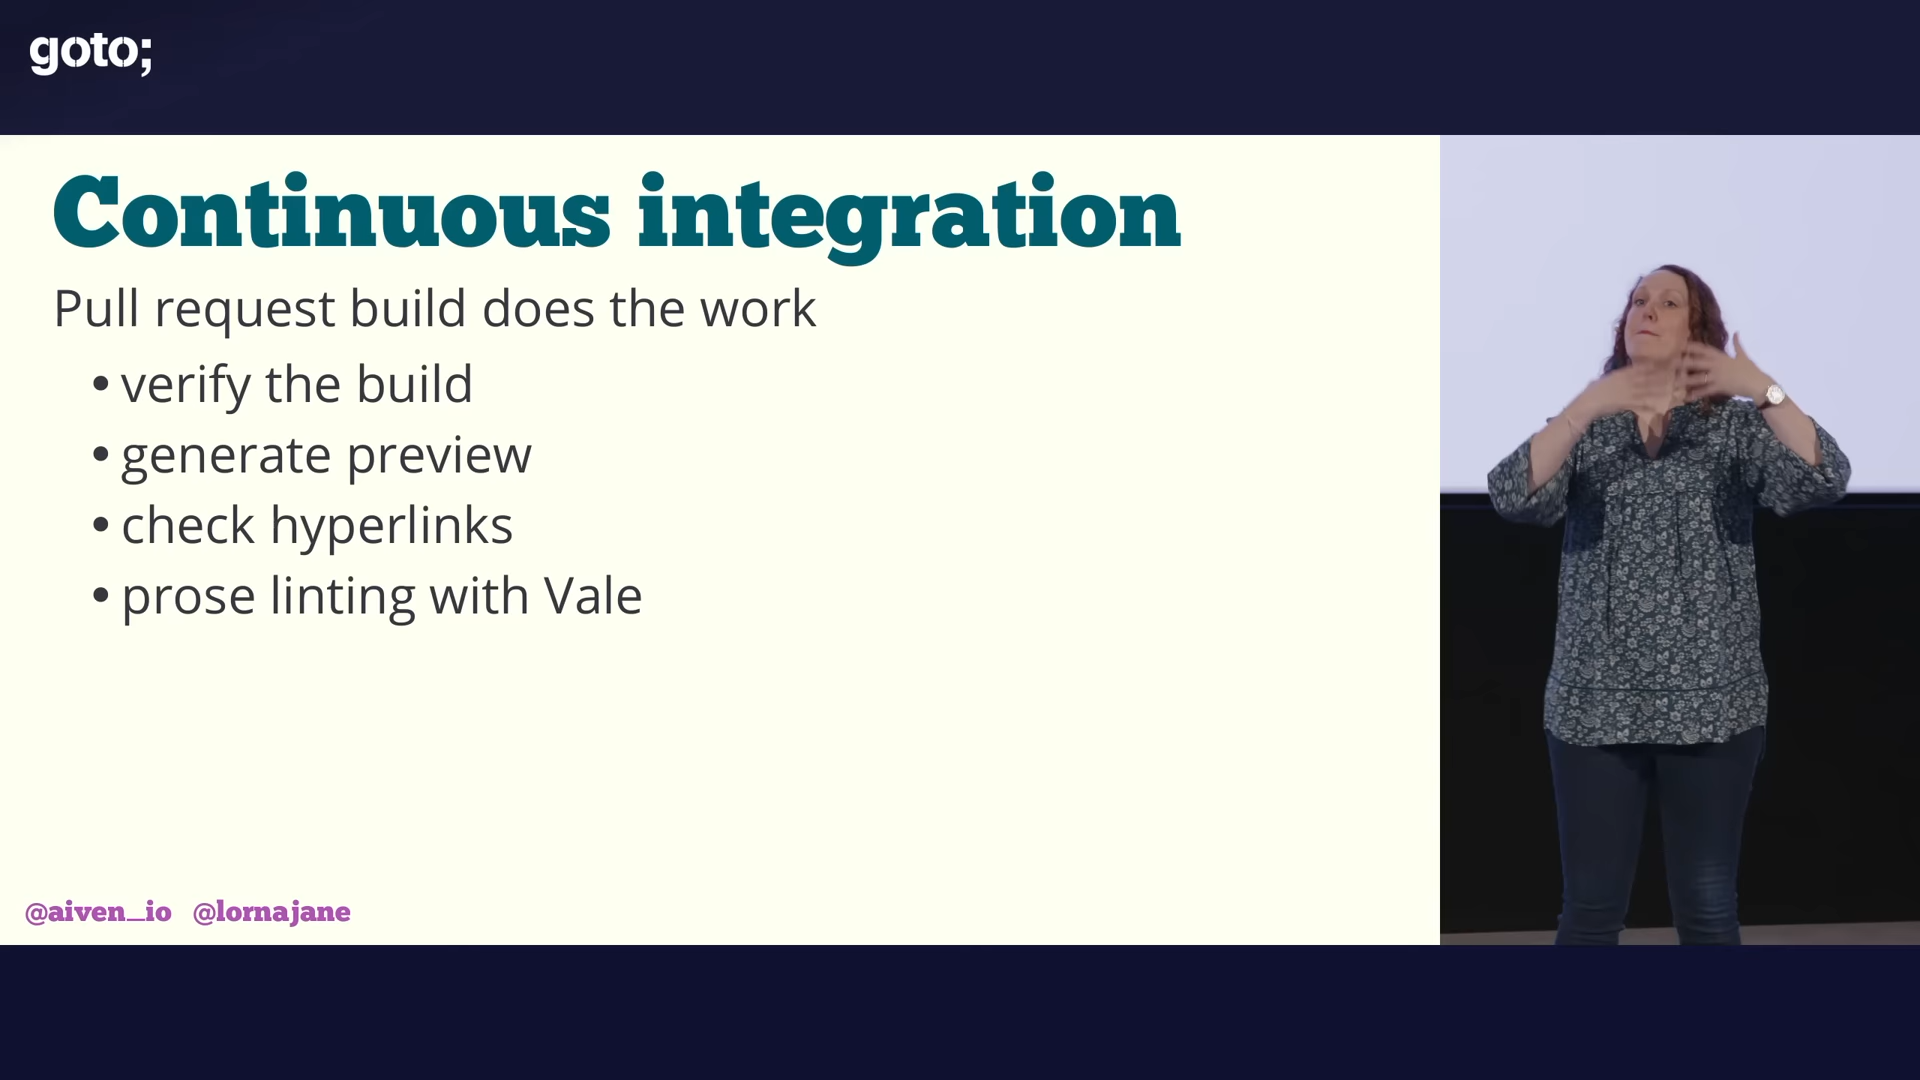 goto;
Continuous integration
Pull request build does the work
• verify the build
• generate preview
• check hyperlinks
• prose linting with Vale
@aiven_io @lornajane